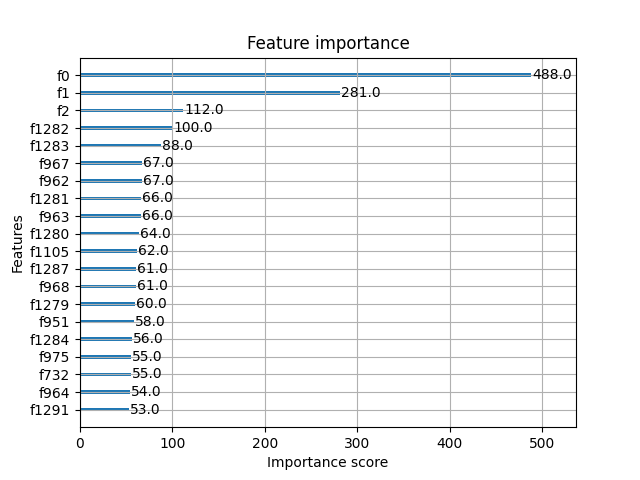 Feature importance
f0 488.0
f1 281.0
f2 112.0
f1282 100.0
f1283 88.0
f967 67.0
f962 67.0
f1281 66.0
f963 66.0
f1280 64.0
f1105 62.0
f1287 61.0
f968 61.0
f1279 60.0
f951 58.0
f1284 56.0
f975 55.0
f732 55.0
f964 54.0
f1291 53.0
Features
0 100 200 300 400 500
Importance score